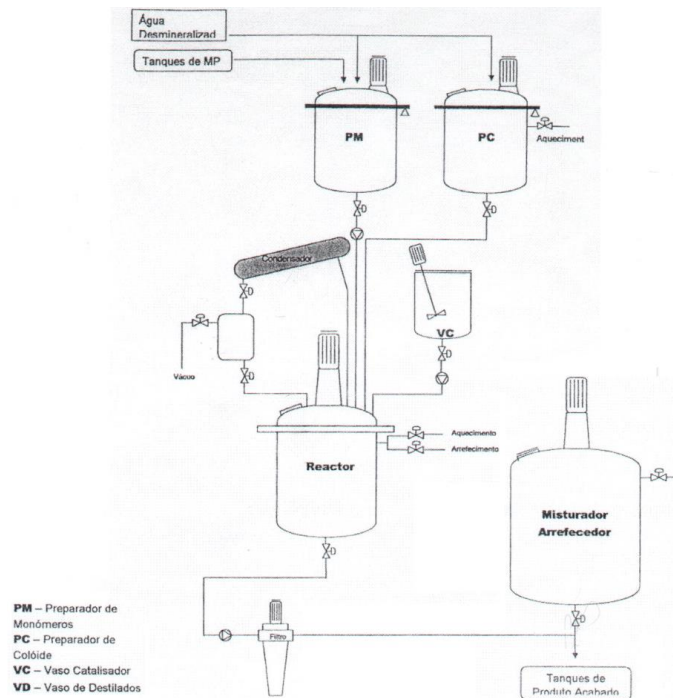 Água
Desmineralizad
Tanques de MP
PM
PC
Aqueciment
Condensador
VC
Vácuo
Aquecimento
Arrefecimento
Reactor
Misturador
Arrefecedor
PM – Preparador de
Monómeros
PC – Preparador de
Colóide
VC – Vaso Catalisador
VD – Vaso de Destilados
Filtro
Tanques de
Produto Acabado